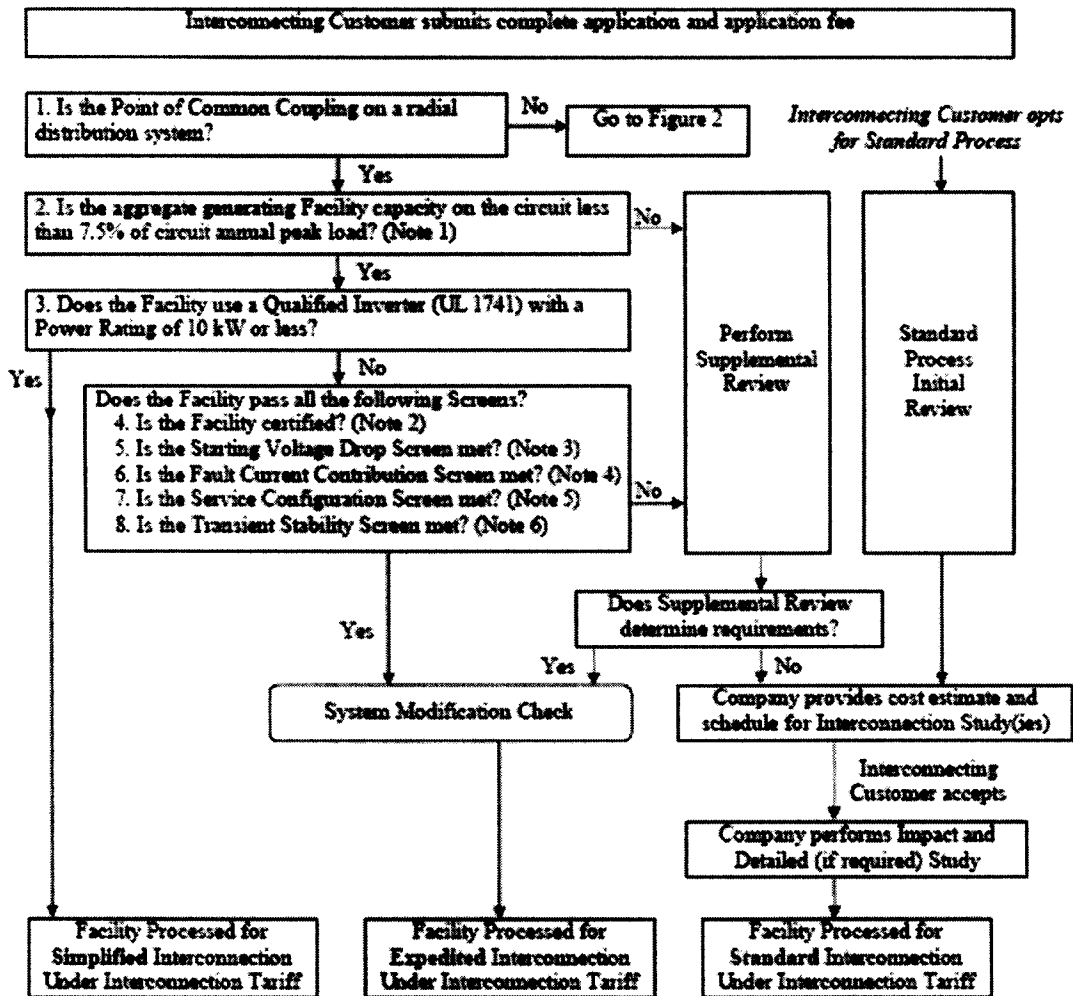 Interconnecting Customer submits complete application and application fee
1. Is the Point of Common Coupling on a radial
distribution system?
No
Go to Figure 2
Interconnecting Customer opts
for Standard Process
Yes
2. Is the aggregate generating Facility capacity on the circuit less
than 7.5% of circuit annual peak load? (Note 1)
No
Yes
3. Does the Facility use a Qualified Inverter (UL 1741) with a
Power Rating of 10 kW or less?
Yes
No
Perform
Supplemental
Review
Standard
Process
Initial
Review
Does the Facility pass all the following Screens?
4. Is the Facility certified? (Note 2)
5. Is the Starting Voltage Drop Screen met? (Note 3)
6. Is the Fault Current Contribution Screen met? (Note 4)
7. Is the Service Configuration Screen met? (Note 5)
8. Is the Transient Stability Screen met? (Note 6)
No
Does Supplemental Review
determine requirements?
Yes
Yes
No
System Modification Check
Company provides cost estimate and
schedule for Interconnection Study(ies)
Interconnecting
Customer accepts
Company performs Impact and
Detailed (if required) Study
Facility Processed for
Simplified Interconnection
Under Interconnection Tariff
Facility Processed for
Expedited Interconnection
Under Interconnection Tariff
Facility Processed for
Standard Interconnection
Under Interconnection Tariff